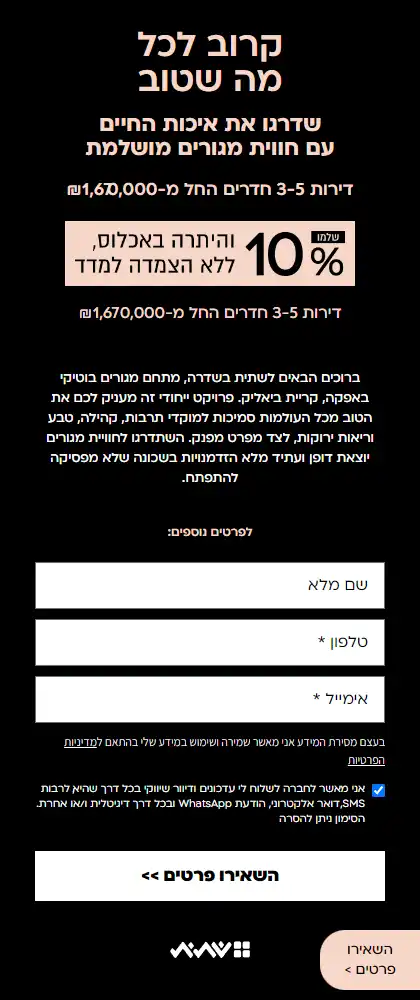 קרוב לכל
מה שטוב
שדרגו את איכות החיים
עם חווית מגורים מושלמת
דירות 3-5 חדרים החל מ-1,670,000₪
שלמו 10% והיתרה באכלוס,
ללא הצמדה למדד
דירות 3-5 חדרים החל מ-1,670,000₪
ברוכים הבאים לשתית בשדרה, מתחם מגורים בוטיקי
באפקה, קריית ביאליק. פרויקט ייחודי זה מעניק לכם את
הטוב מכל העולמות סמיכות למוקדי תרבות, קהילה, טבע
וריאות ירוקות, לצד מפרט מפנק. השתדרגו לחוויית מגורים
יוצאת דופן ועתיד מלא הזדמנויות בשכונה שלא מפסיקה
להתפתח.
לפרטים נוספים:
שם מלא
טלפון *
אימייל *
בעצם מסירת המידע אני מאשר שמירה ושימוש במידע שלי בהתאם למדיניות
הפרטיות
אני מאשר לחברה לשלוח לי עדכונים ודיוור שיווקי בכל דרך שהיא לרבות
SMS,דואר אלקטרוני, הודעת WhatsApp ובכל דרך דיגיטלית ו/או אחרת.
הסימון ניתן להסרה
השאירו פרטים >>
שתית
השאירו
פרטים >